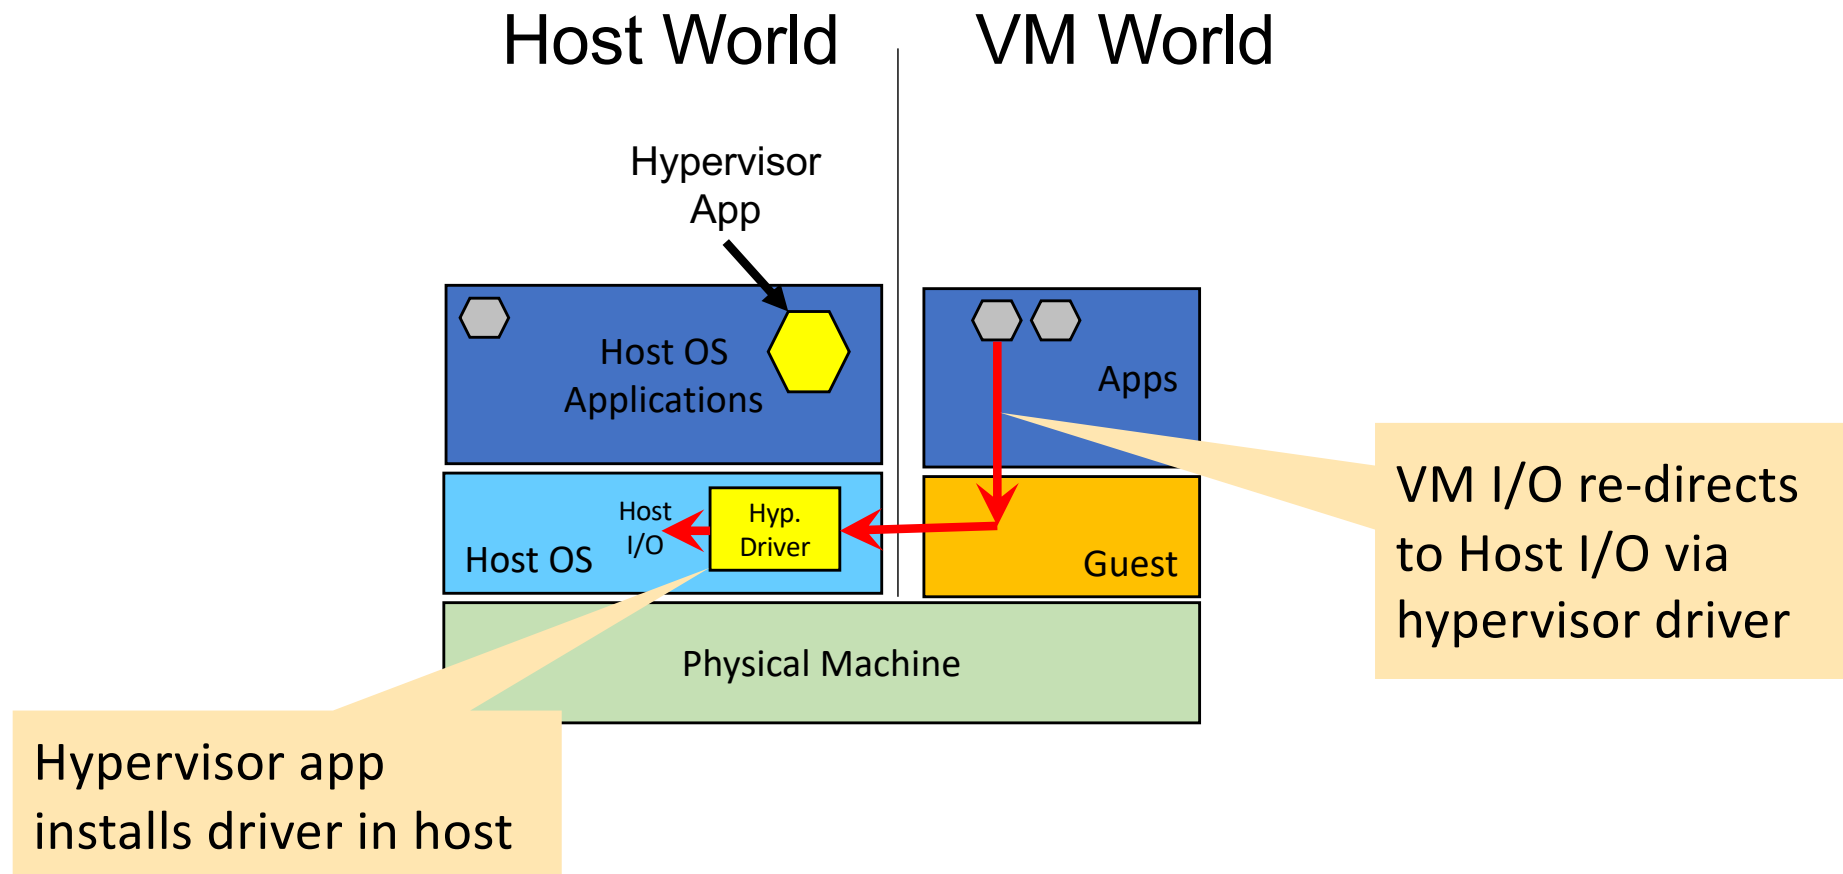 Host World
VM World
Hypervisor
App
Host OS
Applications
Apps
Host
I/O
Hyp.
Driver
Host OS
Guest
VM I/O re-directs
to Host I/O via
hypervisor driver
Physical Machine
Hypervisor app
installs driver in host